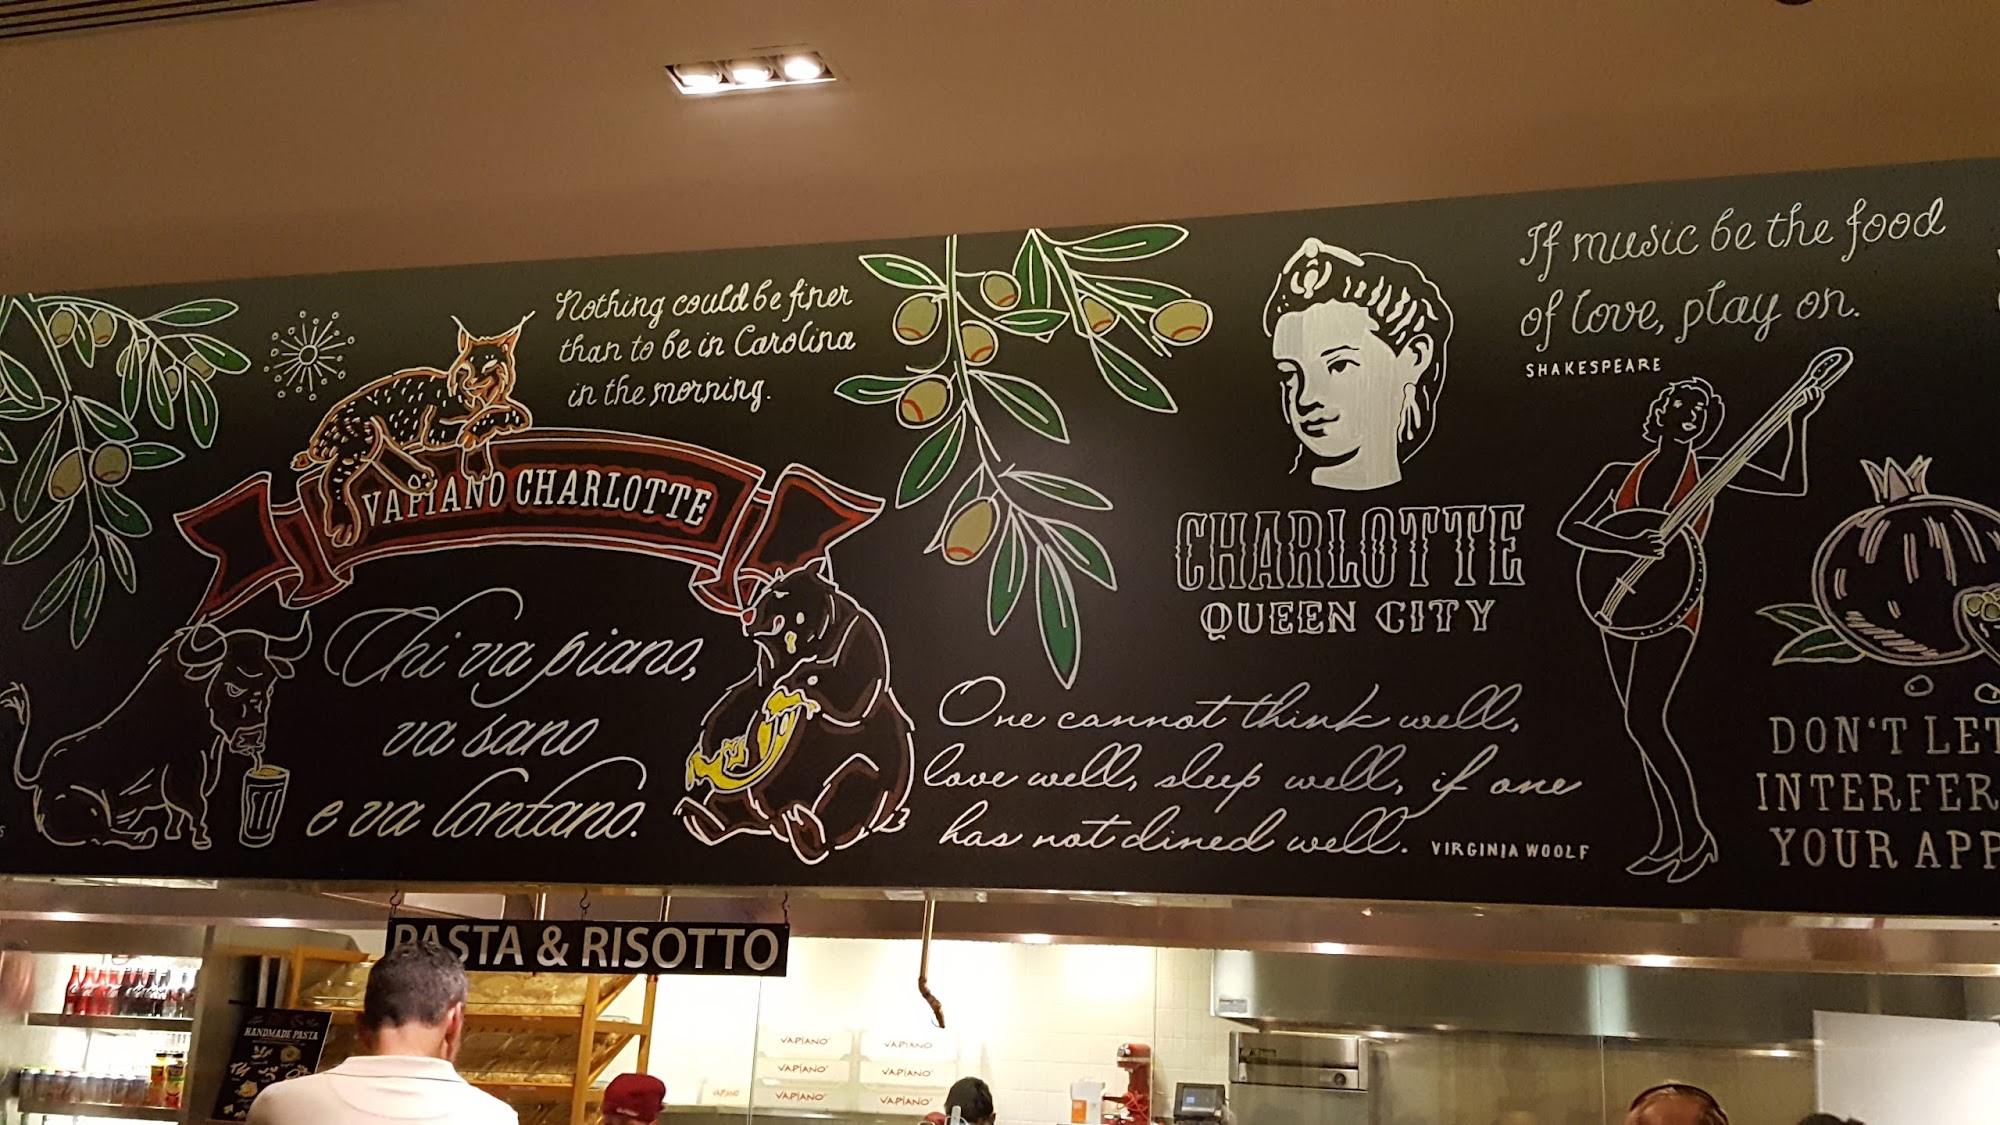 Nothing could be finer
than to be in Carolina
in the morning.
VAPIANO CHARLOTTE
Chi va piano,
va sano
e va lontano.
If music be the food
of love, play on.
SHAKESPEARE
CHARLOTTE
QUEEN CITY
One cannot think well,
love well, sleep well, if one
has not dined well. VIRGINIA WOOLF
DON'T LET
INTERFER
YOUR APP
PASTA & RISOTTO
HANDMADE PASTA
VAPIANO
VAPIANO
VAPIANO
VAPIANO
VAPIANO
VAPIANO
VAPIANO